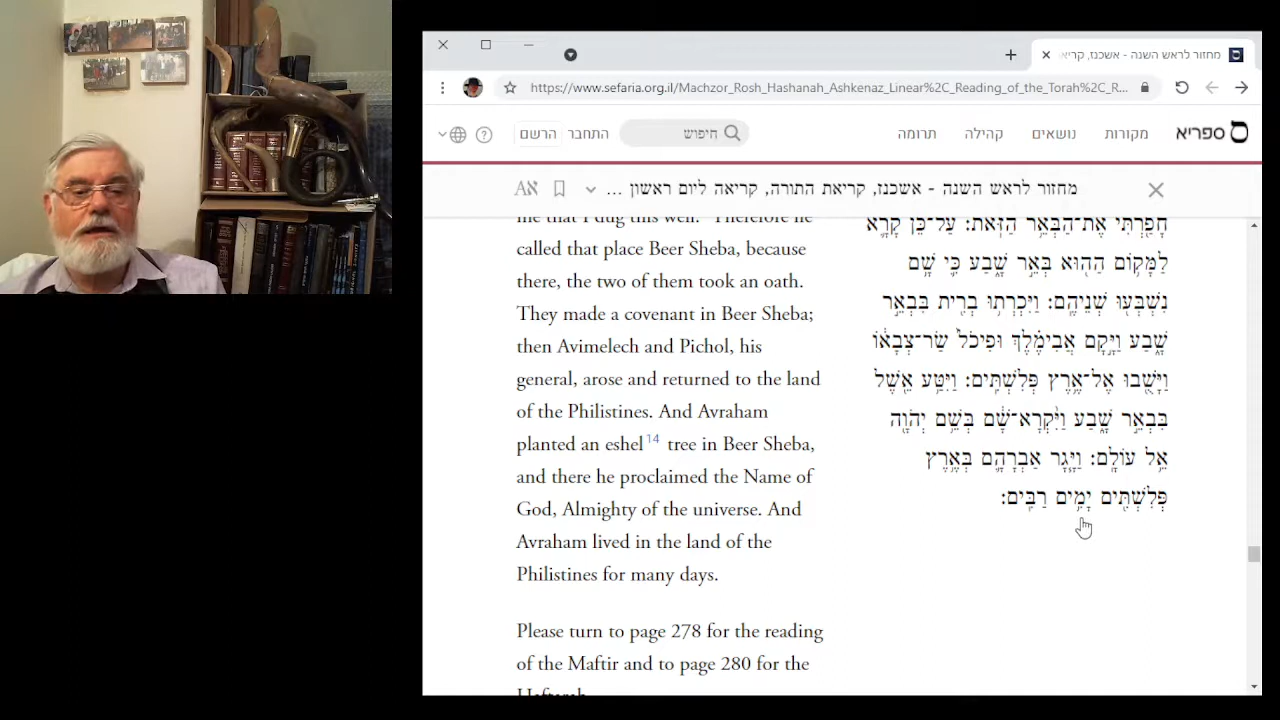 מחזור לראש השנה - אשכנז, קריא
https://www.sefaria.org.il/Machzor_Rosh_Hashanah_Ashkenaz_Linear%2C_Reading_of_the_Torah%2C_R...
ספריא
מקורות
נושאים
קהילה
תרומה
חיפוש
התחבר
הרשם
מחזור לראש השנה - אשכנז, קריאת התורה, קריאה ליום ראשון ...
אA
me that I dug this well." Therefore he
called that place Beer Sheba, because
there, the two of them took an oath.
They made a covenant in Beer Sheba;
then Avimelech and Pichol, his
general, arose and returned to the land
of the Philistines. And Avraham
planted an eshel 14 tree in Beer Sheba,
and there he proclaimed the Name of
God, Almighty of the universe. And
Avraham lived in the land of the
Philistines for many days.
Please turn to page 278 for the reading
of the Maftir and to page 280 for the
Haftarah
חָפַ֖רְתִּי אֶת־הַבְּאֵ֥ר הַזֹּֽאת: עַל־כֵּ֗ן קָרָ֛א
לַמָּק֥וֹם הַה֖וּא בְּאֵ֣ר שָׁ֑בַע כִּ֛י שָׁ֥ם
נִשְׁבְּע֖וּ שְׁנֵיהֶֽם: וַיִּכְרְת֥וּ בְרִ֖ית בִּבְאֵ֣ר
שָׁ֑בַע וַיָּ֣קׇם אֲבִימֶ֗לֶךְ וּפִיכֹל֙ שַׂר־צְבָא֔וֹ
וַיָּשֻׁ֖בוּ אֶל־אֶ֥רֶץ פְּלִשְׁתִּֽים: וַיִּטַּ֥ע אֵ֖שֶׁל
בִּבְאֵ֣ר שָׁ֑בַע וַיִּ֨קְרָא־שָׁ֔ם בְּשֵׁ֥ם יְהֹוָ֖ה
אֵ֥ל עוֹלָֽם: וַיָּ֧גׇר אַבְרָהָ֛ם בְּאֶ֥רֶץ
פְּלִשְׁתִּ֖ים יָמִ֥ים רַבִּֽים: